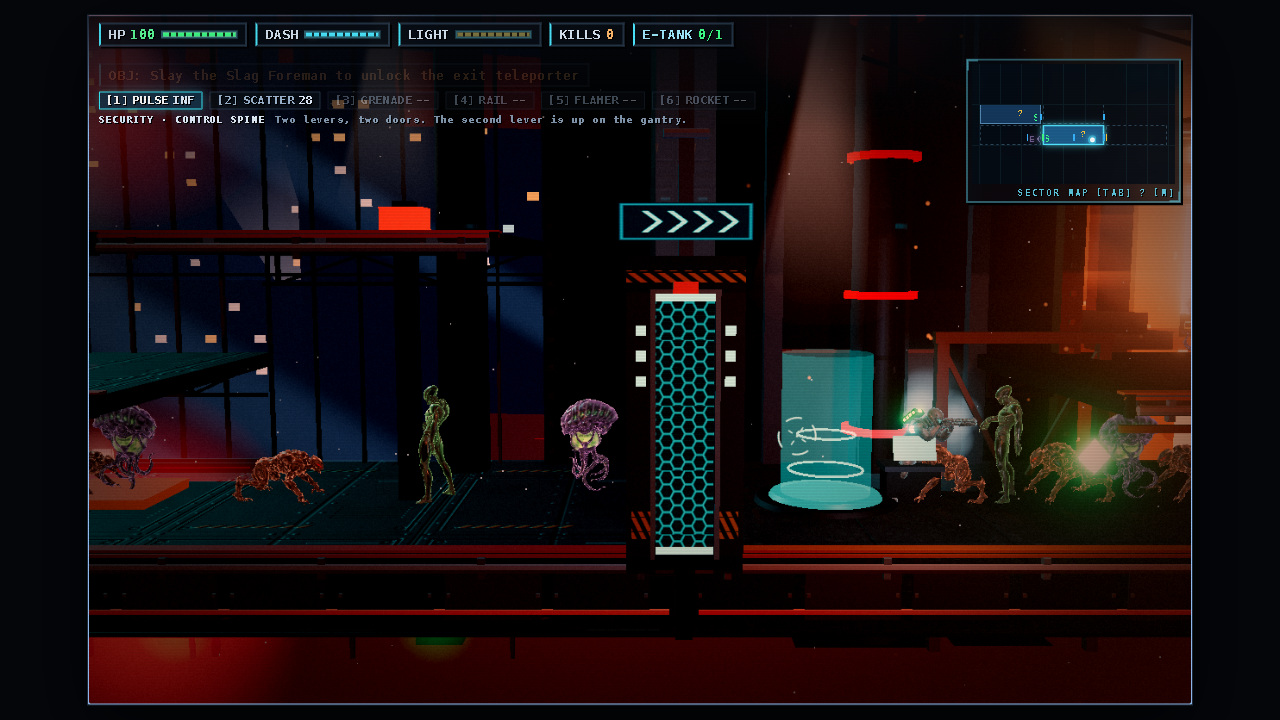 HP 100
DASH
LIGHT
KILLS 0
E-TANK 0/1
OBJ: Slay the Slag Foreman to unlock the exit teleporter
[1] PULSE INF
[2] SCATTER 28
[3] GRENADE --
[4] RAIL --
[5] FLAMER --
[6] ROCKET --
SECURITY · CONTROL SPINE Two levers, two doors. The second lever is up on the gantry.
? S
S ?
SECTOR MAP [TAB] ? [M]